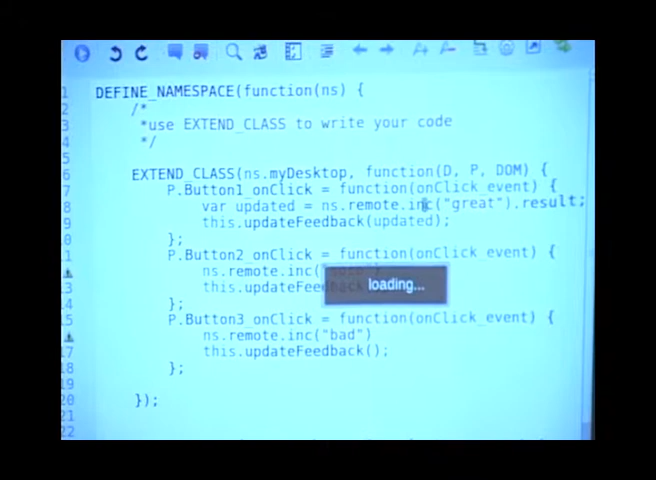 1 DEFINE_NAMESPACE(function(ns) {
2 /*
3 *use EXTEND_CLASS to write your code
4 */
5
6 EXTEND_CLASS(ns.myDesktop, function(D, P, DOM) {
7 P.Button1_onClick = function(onClick_event) {
8 var updated = ns.remote.inc("great").result;
9 this.updateFeedback(updated);
10 };
11 P.Button2_onClick = function(onClick_event) {
ns.remote.inc(
13 this.updateFeedback
loading...
14 };
15 P.Button3_onClick = function(onClick_event) {
ns.remote.inc("bad")
17 this.updateFeedback();
18 };
19
20 });
21
22